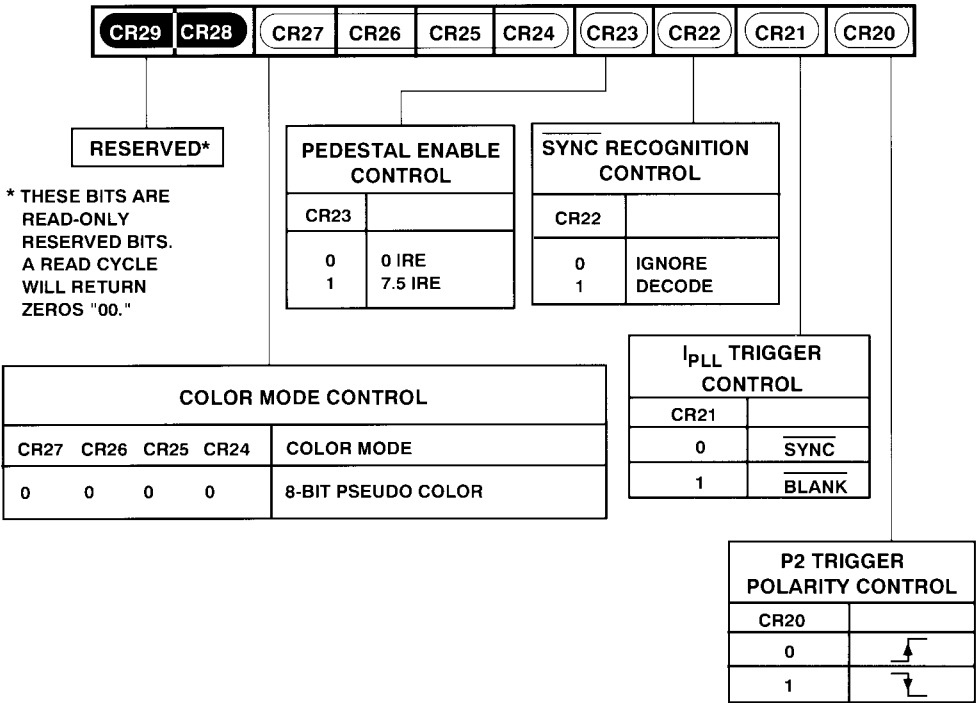 CR29 CR28 CR27 CR26 CR25 CR24 CR23 CR22 CR21 CR20
RESERVED*
* THESE BITS ARE
READ-ONLY
RESERVED BITS.
A READ CYCLE
WILL RETURN
ZEROS "00."
PEDESTAL ENABLE
CONTROL
CR23
0 0 IRE
1 7.5 IRE
SYNC RECOGNITION
CONTROL
CR22
0 IGNORE
1 DECODE
COLOR MODE CONTROL
CR27 CR26 CR25 CR24 COLOR MODE
0 0 0 0 8-BIT PSEUDO COLOR
IPLL TRIGGER
CONTROL
CR21
0 SYNC
1 BLANK
P2 TRIGGER
POLARITY CONTROL
CR20
0
1